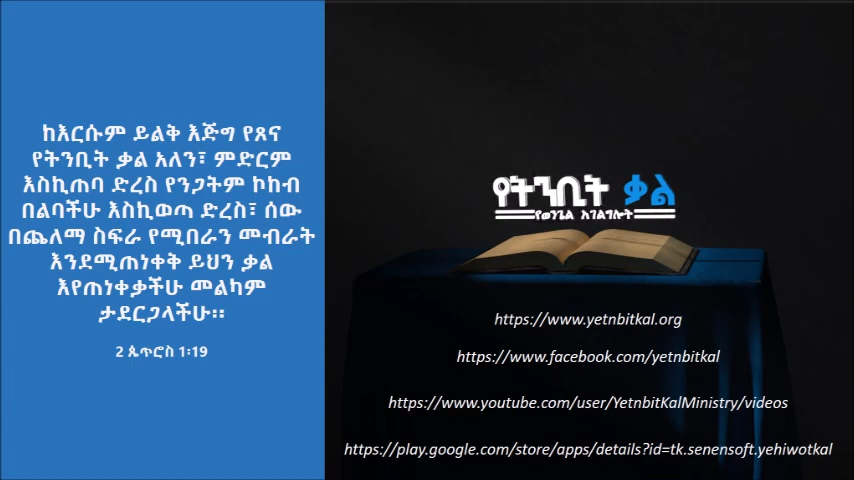 ከእርሱም ይልቅ እጅግ የጸና
የትንቢት ቃል አለን፣ ምድርም
እስኪጠባ ድረስ የንጋትም ኮከብ
በልባችሁ እስኪወጣ ድረስ፣ ሰው
በጨለማ ስፍራ የሚበራን መብራት
እንደሚጠነቀቅ ይህን ቃል
እየጠነቀቃችሁ መልካም
ታደርጋላችሁ።
2 ጴጥሮስ 1፡19
የትንቢት ቃል
የወንጌል አገልግሎት
https://www.yetnbitkal.org
https://www.facebook.com/yetnbitkal
https://www.youtube.com/user/YetnbitKalMinistry/videos
https://play.google.com/store/apps/details?id=tk.senensoft.yehiwotkal